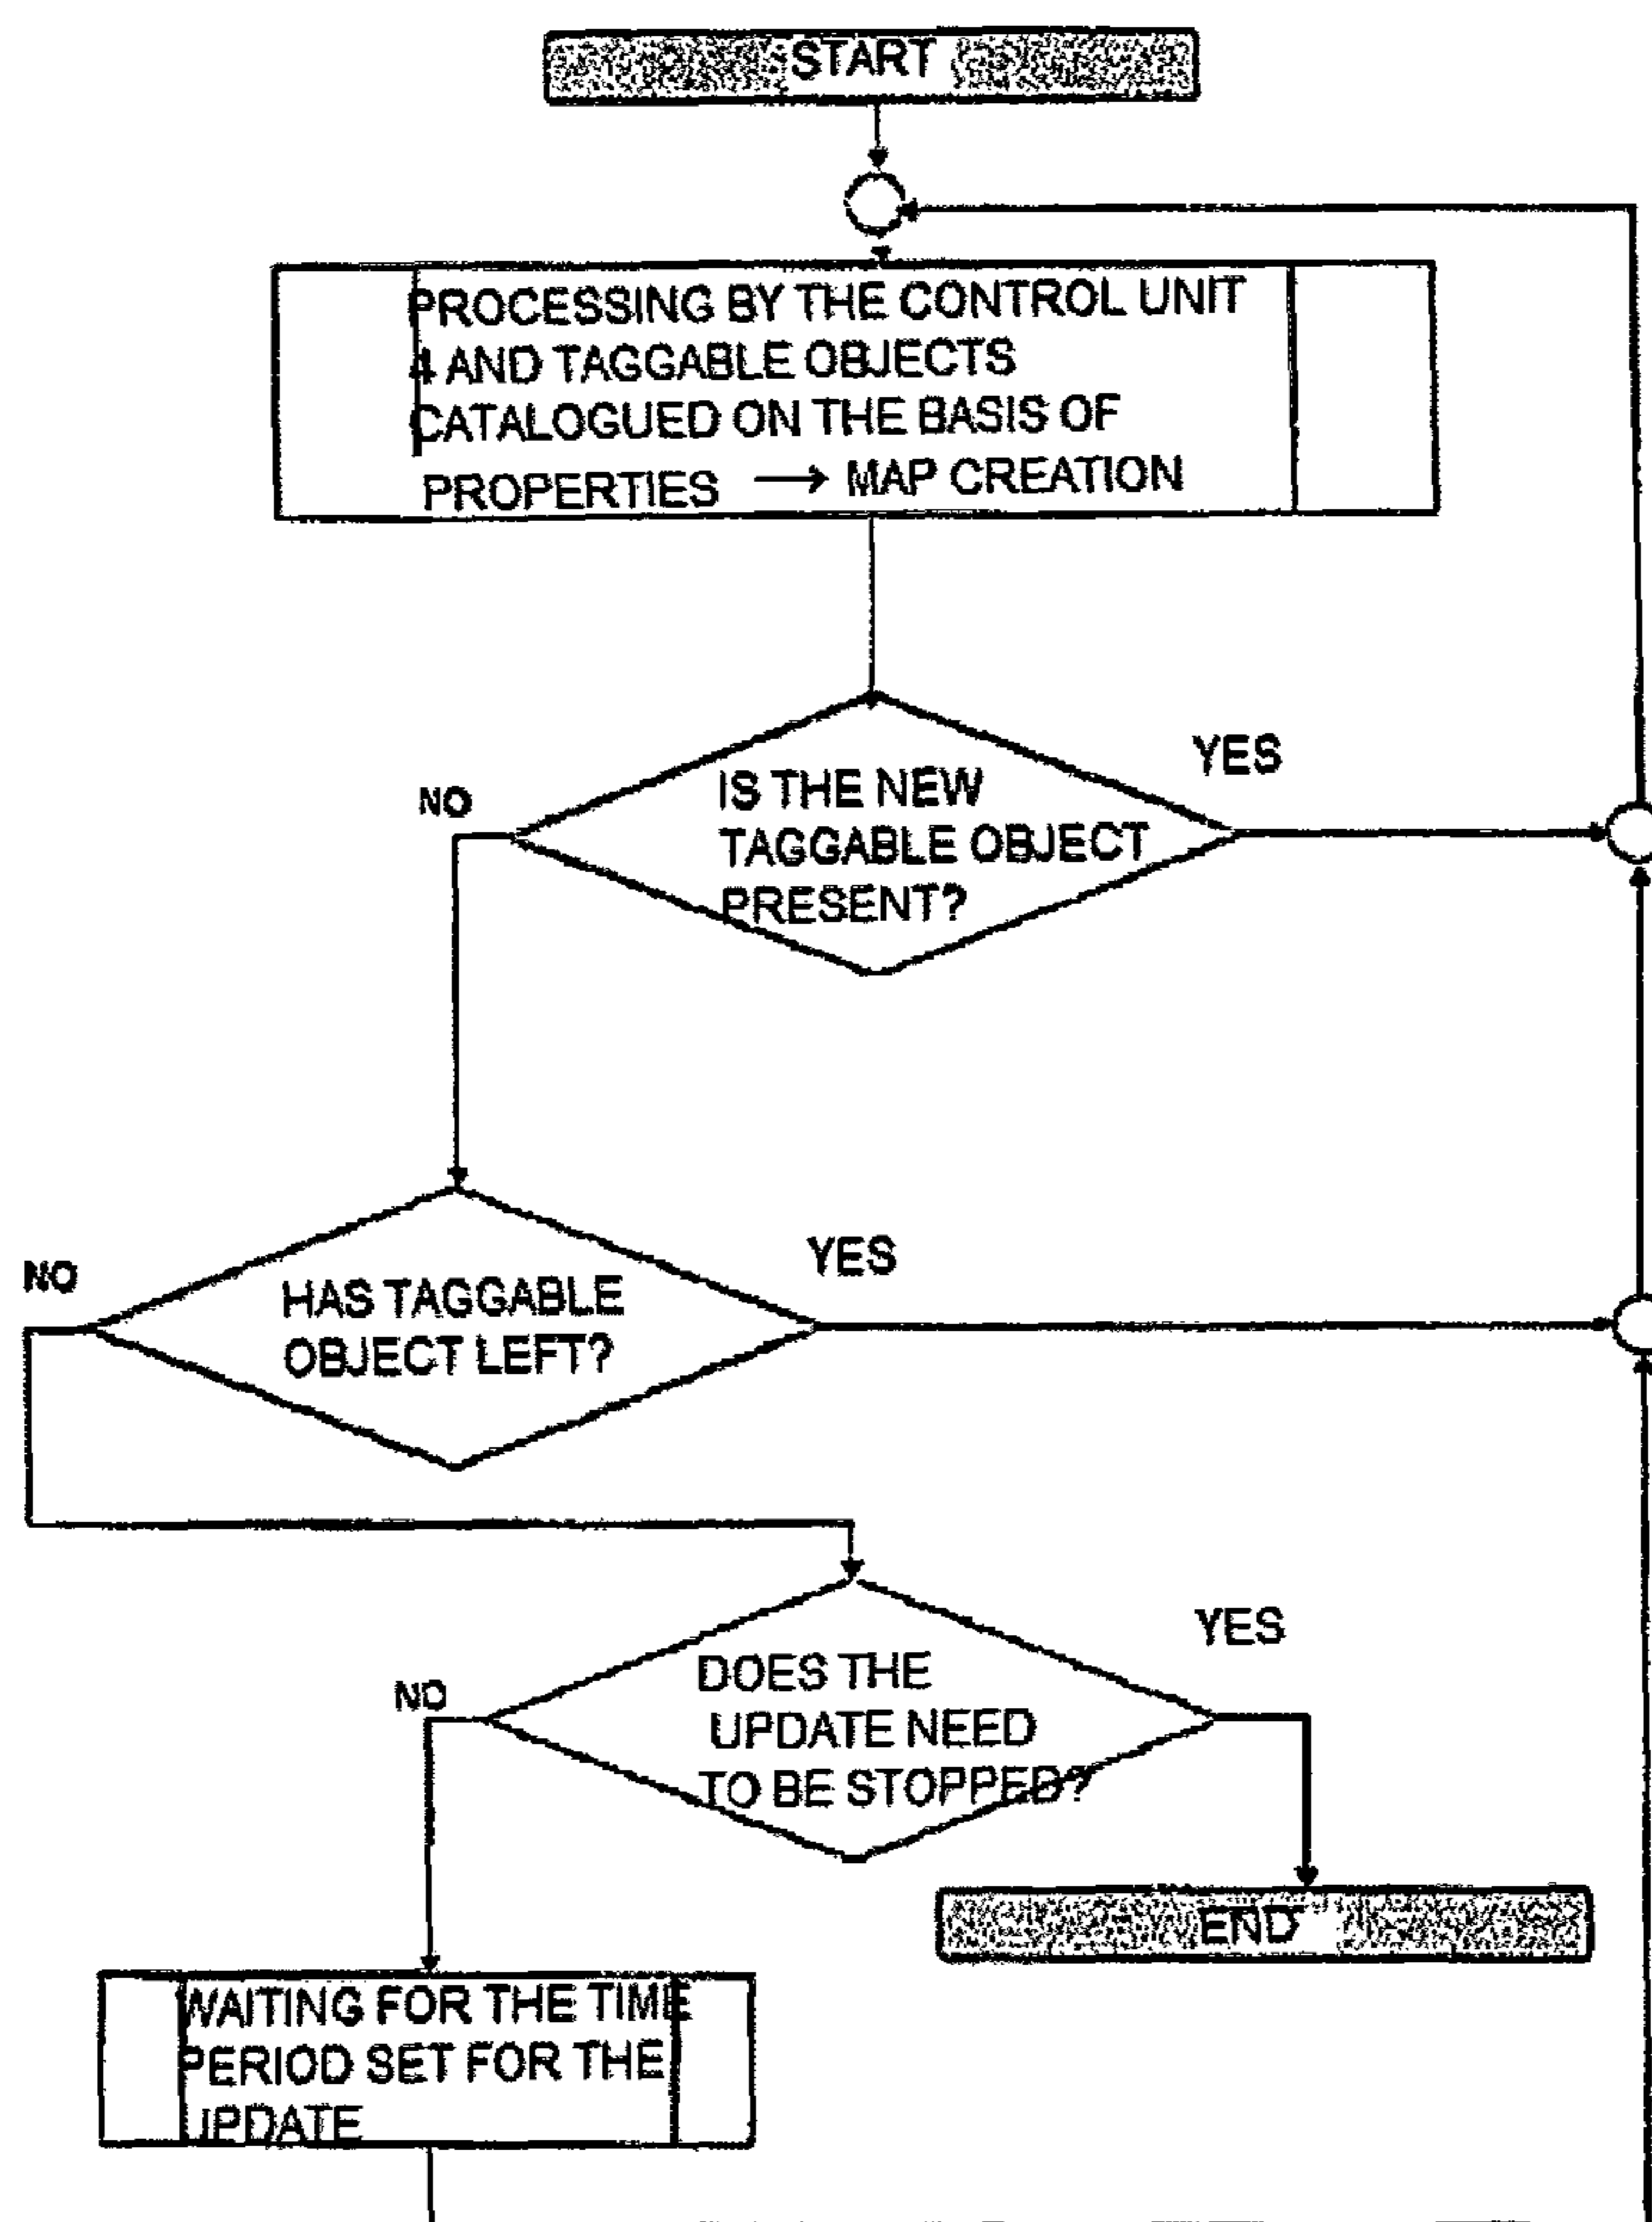 START
PROCESSING BY THE CONTROL UNIT
4 AND TAGGABLE OBJECTS
CATALOGUED ON THE BASIS OF
PROPERTIES → MAP CREATION
YES
NO
IS THE NEW
TAGGABLE OBJECT
PRESENT?
YES
NO
HAS TAGGABLE
OBJECT LEFT?
YES
NO
DOES THE
UPDATE NEED
TO BE STOPPED?
END
WAITING FOR THE TIME
PERIOD SET FOR THE
UPDATE